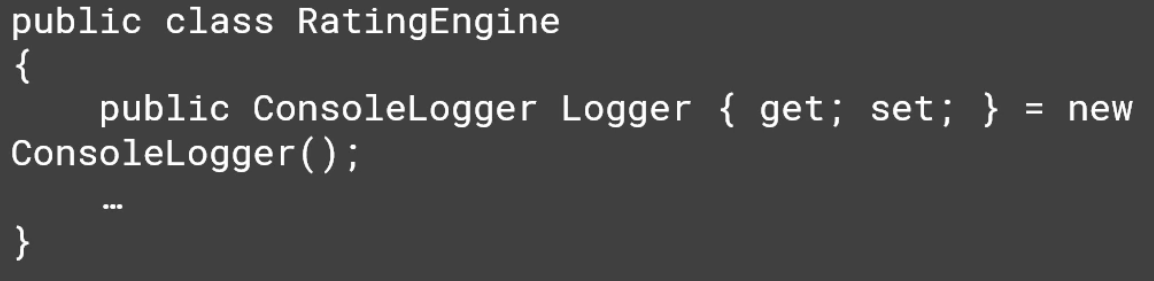 public class RatingEngine
{
    public ConsoleLogger Logger { get; set; } = new
ConsoleLogger();
    …
}